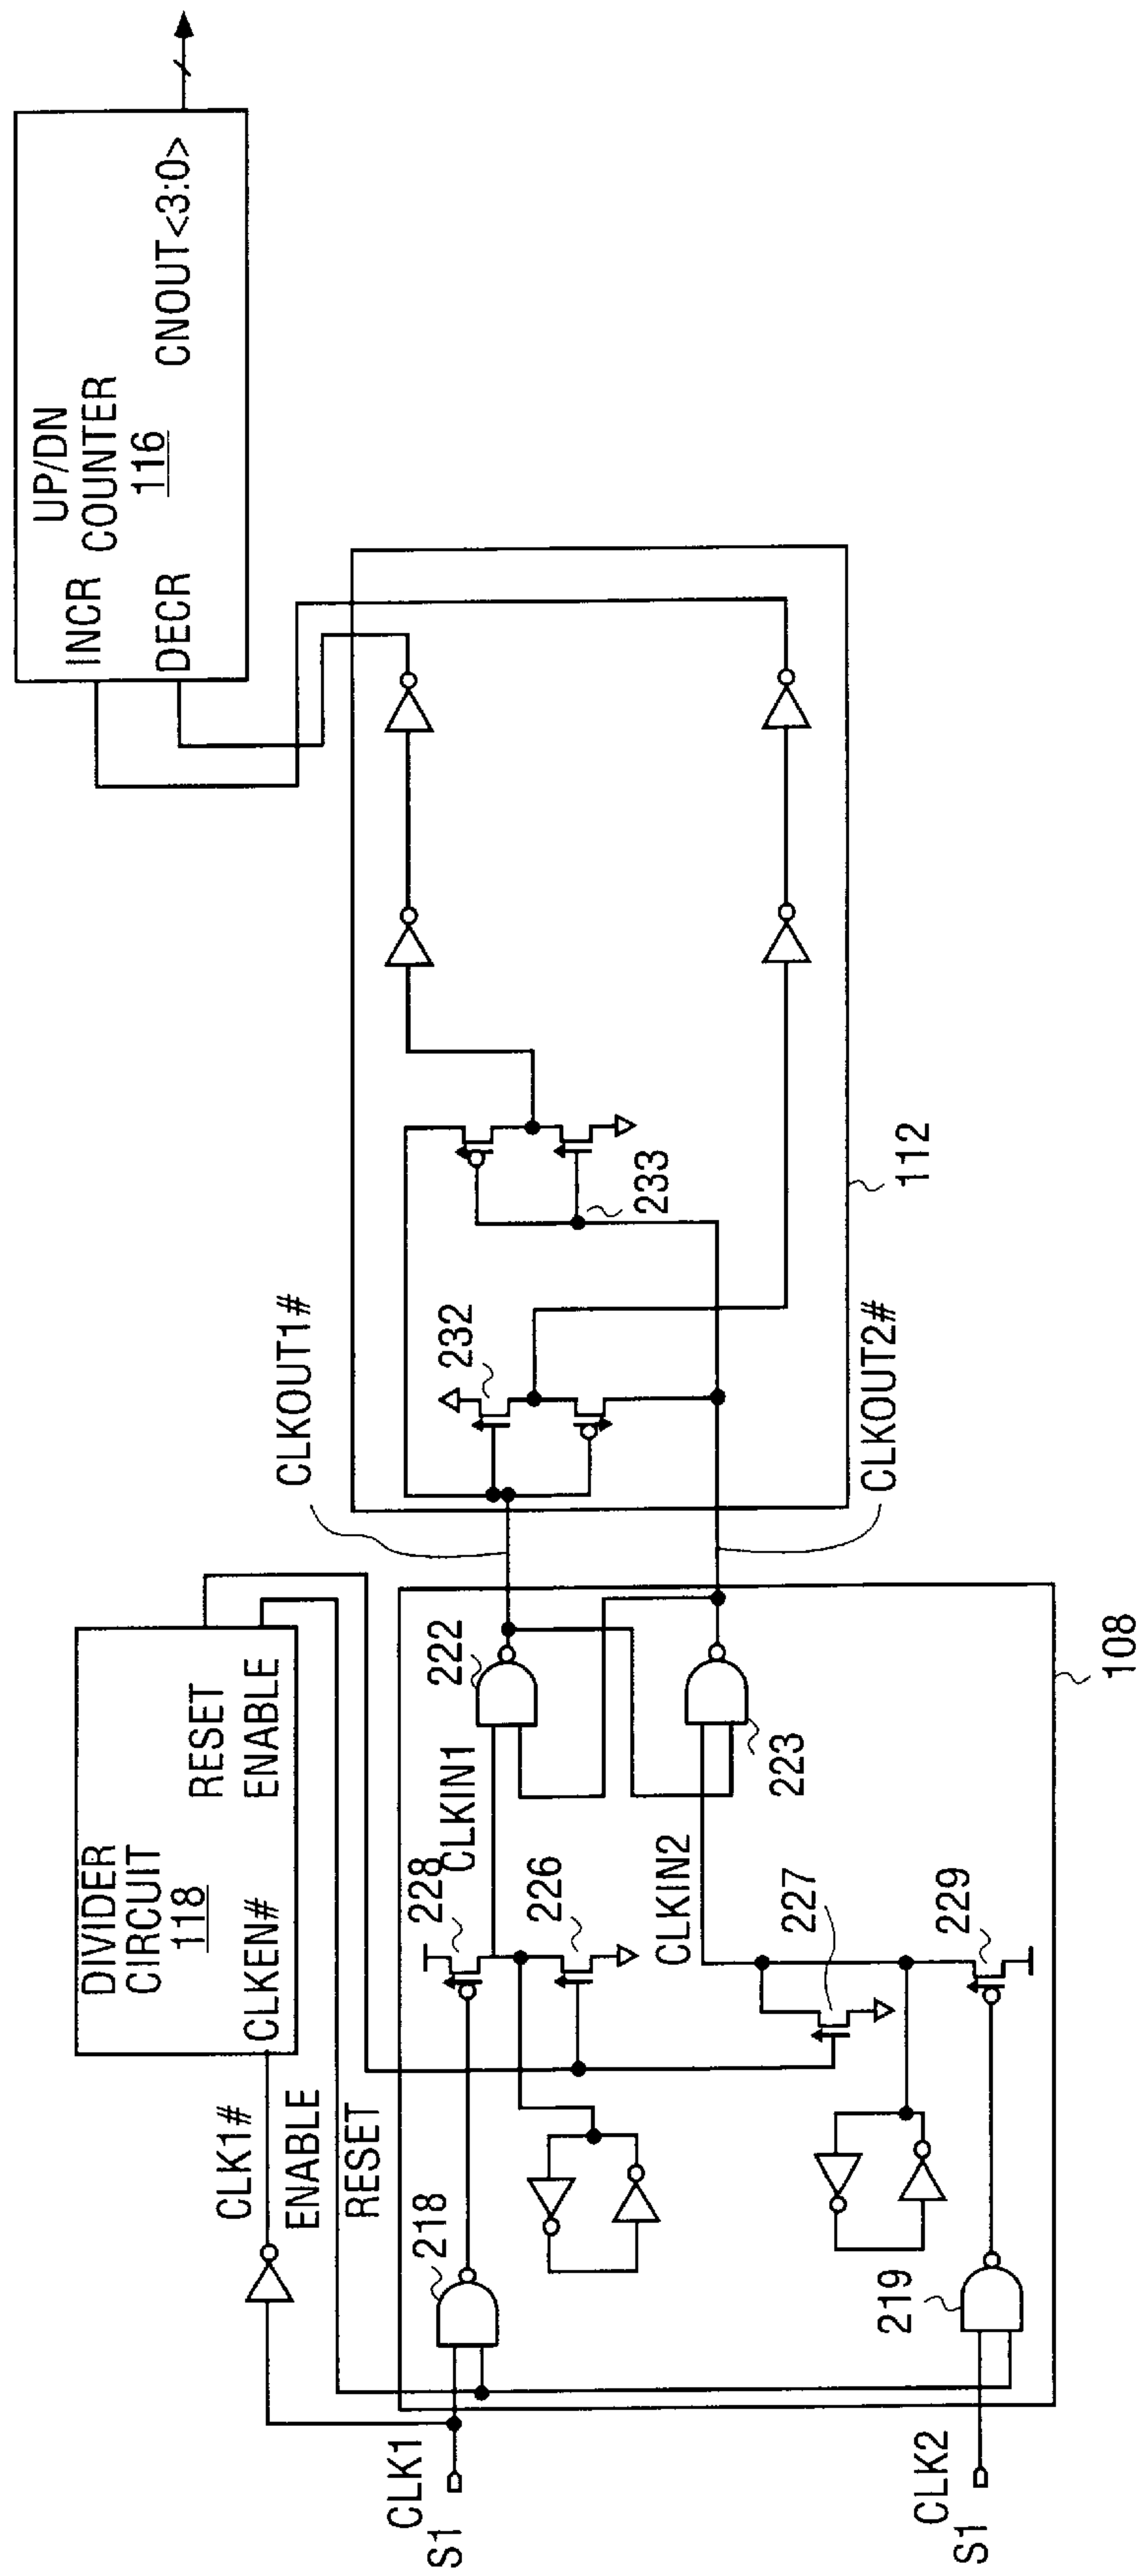 UP/DN
COUNTER
116
INCR
DECR
CNOUT<3:0>
DIVIDER
CIRCUIT
118
RESET
ENABLE
CLKEN#
CLK1#
ENABLE
RESET
CLK1
S1
218
228
CLKIN1
226
222
CLKOUT1#
232
233
112
CLKIN2
227
229
223
CLKOUT2#
CLK2
S1
219
108